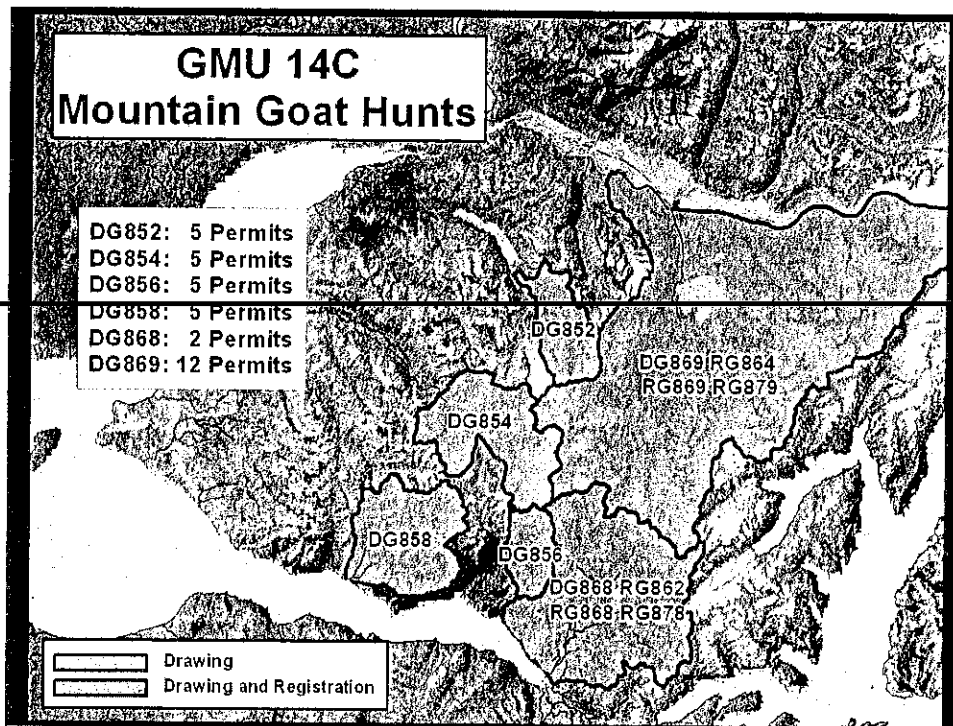 GMU 14C
Mountain Goat Hunts
DG852: 5 Permits
DG854: 5 Permits
DG856: 5 Permits
DG858: 5 Permits
DG868: 2 Permits
DG869: 12 Permits
DG852
DG869 RG864
RG869 RG879
DG854
DG858
DG856
DG868 RG862
RG868 RG878
Drawing
Drawing and Registration